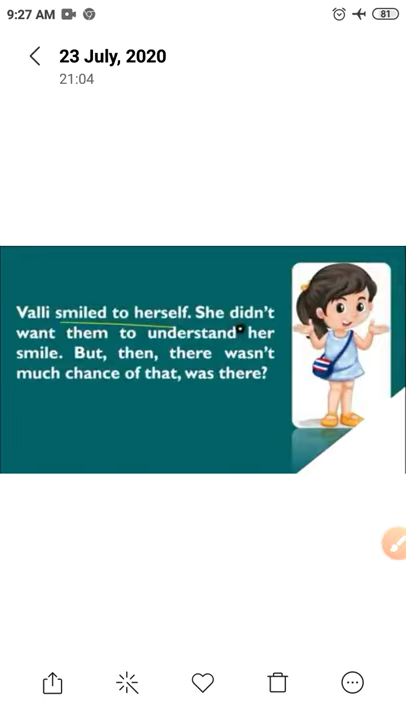 9:27 AM
81
23 July, 2020
21:04
Valli smiled to herself. She didn't
want them to understand her
smile. But, then, there wasn't
much chance of that, was there?